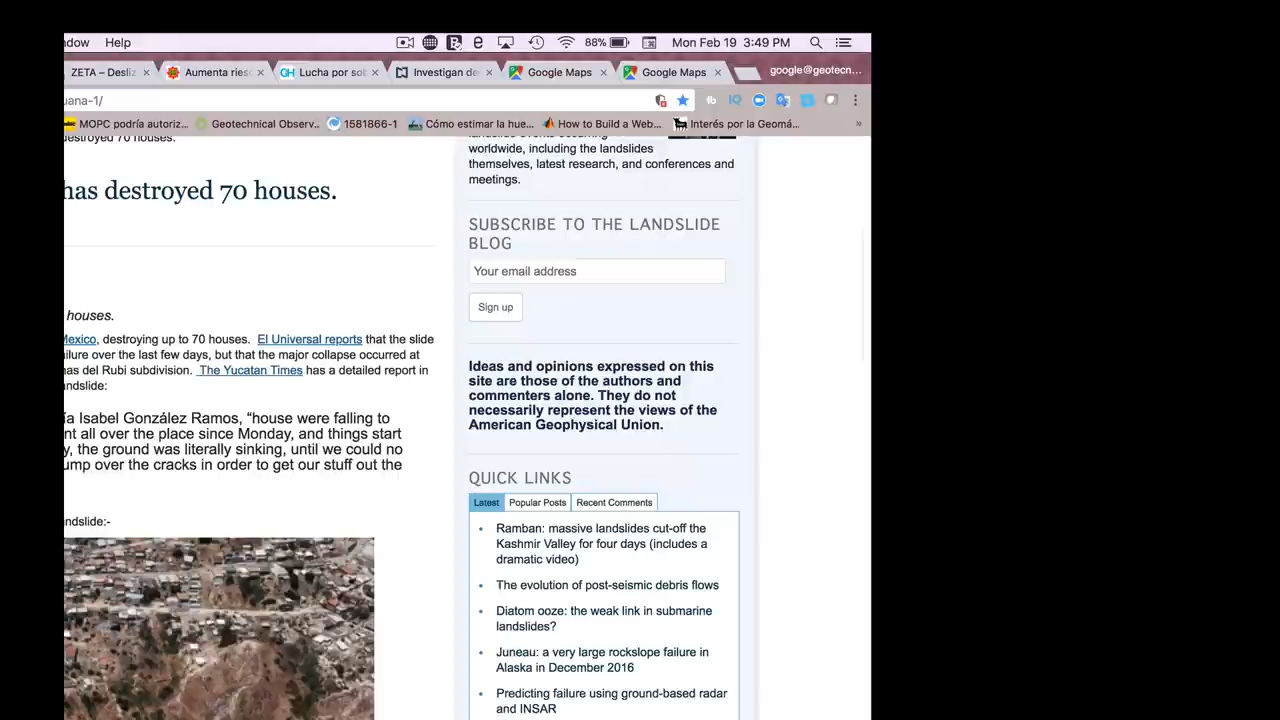 ndow Help 88% Mon Feb 19 3:49 PM
ZETA – Desliz × Aumenta ries × Lucha por sob × Investigan de × Google Maps × Google Maps × google@geotecn...
uana-1/
MOPC podría autoriz... Geotechnical Observ... 1581866-1 Cómo estimar la hue... How to Build a Web... Interés por la Geomá... »
destroyed 70 houses.
has destroyed 70 houses.
houses.
Mexico, destroying up to 70 houses. El Universal reports that the slide
ilure over the last few days, but that the major collapse occurred at
nas del Rubi subdivision. The Yucatan Times has a detailed report in
andslide:
ía Isabel González Ramos, “house were falling to
nt all over the place since Monday, and things start
y, the ground was literally sinking, until we could no
ump over the cracks in order to get our stuff out the
andslide:-
worldwide, including the landslides
themselves, latest research, and conferences and
meetings.
SUBSCRIBE TO THE LANDSLIDE
BLOG
Your email address
Sign up
Ideas and opinions expressed on this
site are those of the authors and
commenters alone. They do not
necessarily represent the views of the
American Geophysical Union.
QUICK LINKS
Latest Popular Posts Recent Comments
• Ramban: massive landslides cut-off the
Kashmir Valley for four days (includes a
dramatic video)
• The evolution of post-seismic debris flows
• Diatom ooze: the weak link in submarine
landslides?
• Juneau: a very large rockslope failure in
Alaska in December 2016
• Predicting failure using ground-based radar
and INSAR